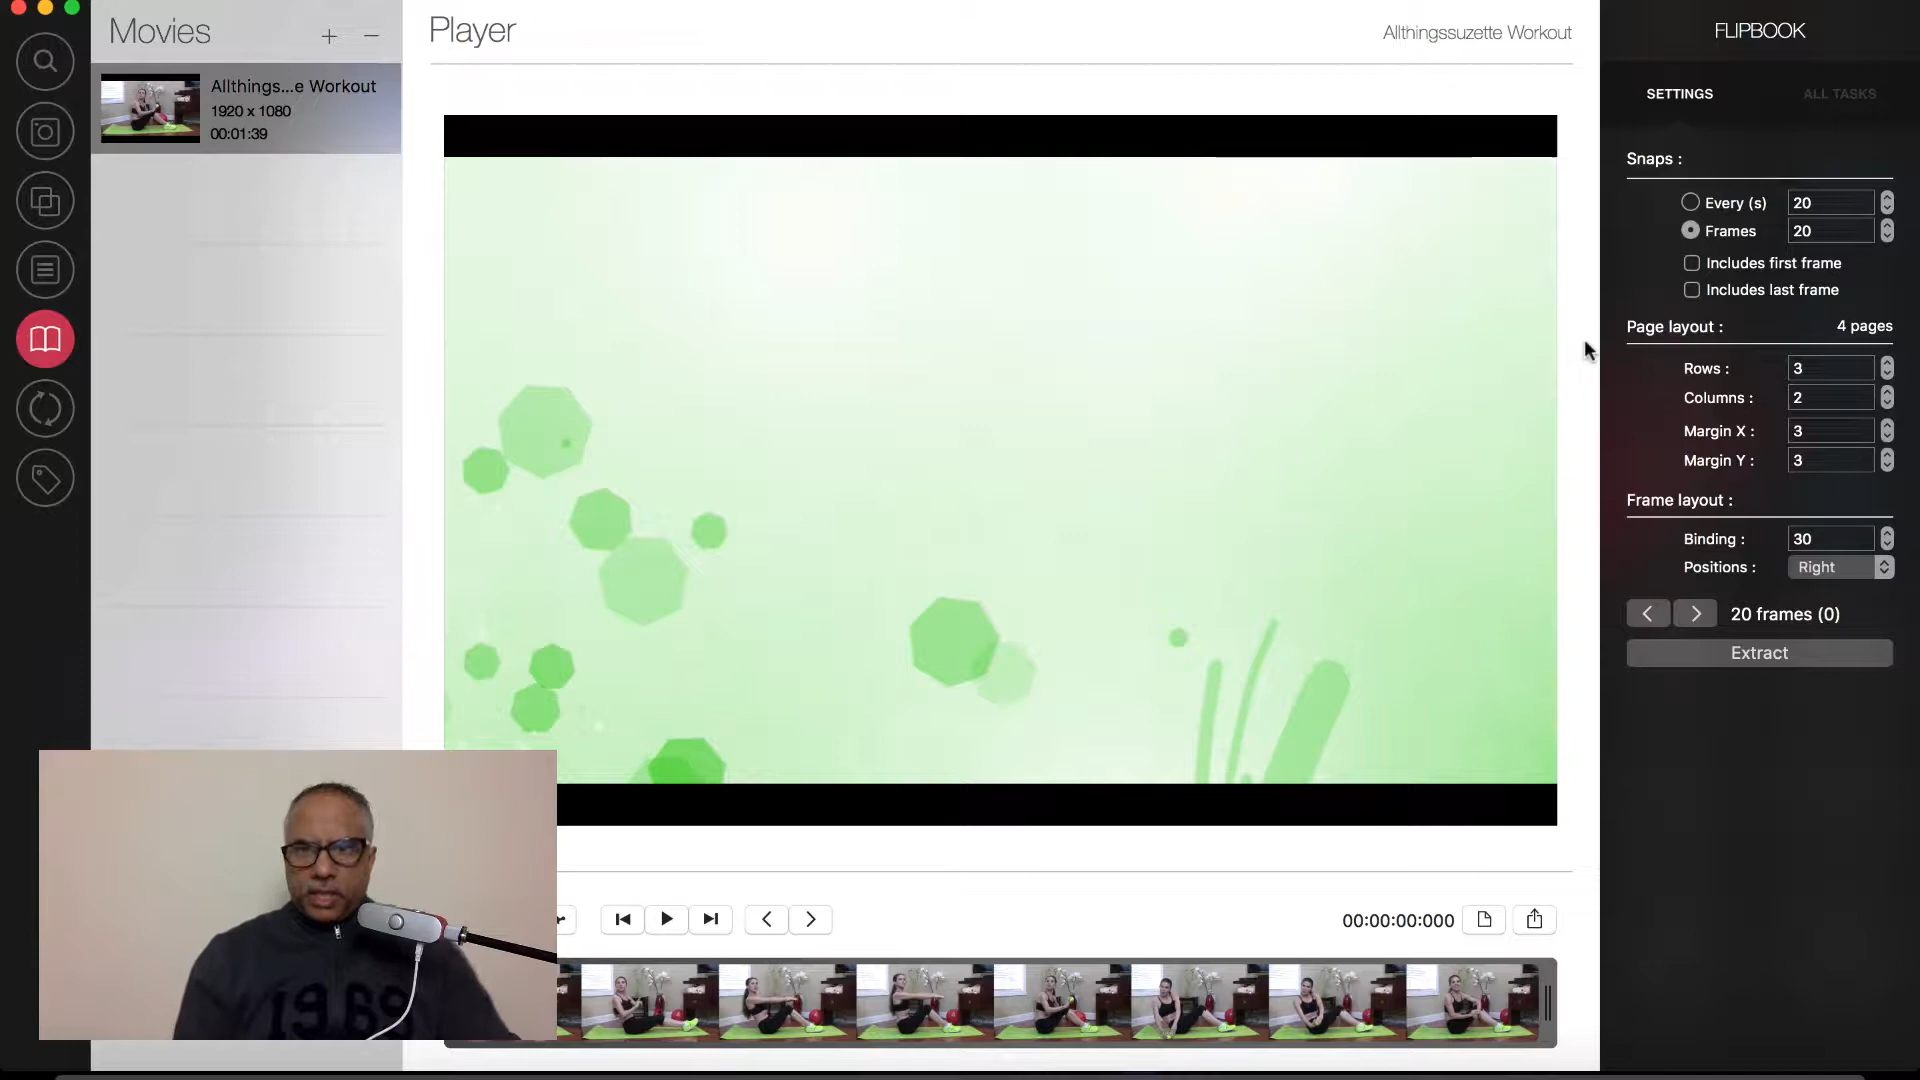 Movies
Player
Allthingssuzette Workout
FLIPBOOK
Allthings...e Workout
1920 x 1080
00:01:39
SETTINGS
ALL TASKS
Snaps :
Every (s) 20
Frames 20
Includes first frame
Includes last frame
Page layout : 4 pages
Rows : 3
Columns : 2
Margin X : 3
Margin Y : 3
Frame layout :
Binding : 30
Positions : Right
20 frames (0)
Extract
00:00:00:000
1969